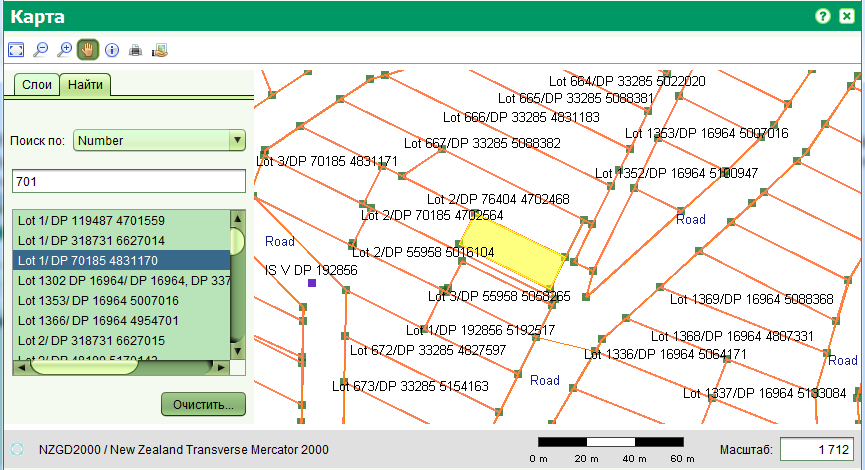 Карта
Слои
Найти
Поиск по:
Number
701
Lot 1/ DP 119487 4701559
Lot 1/ DP 318731 6627014
Lot 1/ DP 70185 4831170
Lot 1302 DP 16964/ DP 16964, DP 337
Lot 1353/ DP 16964 5007016
Lot 1366/ DP 16964 4954701
Lot 2/ DP 318731 6627015
Очистить...
Lot 664/DP 33285 5022020
Lot 665/DP 33285 5088381
Lot 666/DP 33285 4831183
Lot 1353/ DP 16964 5007016
Lot 667/DP 33285 5088382
Lot 3/DP 70185 4831171
Lot 1352/ DP 16964 5100947
Lot 2/DP 76404 4702468
Lot 2/ DP 70185 4702564
Road
Road
Lot 2/DP 55958 5016104
IS V DP 192856
Lot 3/DP 55958 5058265
Lot 1369/ DP 16964 5088368
Lot 1/DP 192856 5192517
Lot 1368/ DP 16964 4807331
Lot 672/DP 33285 4827597
Lot 1336/ DP 16964 5064171
Road
Road
Lot 673/DP 33285 5154163
Lot 1337/ DP 16964 5133084
NZGD2000 / New Zealand Transverse Mercator 2000
0 m 20 m 40 m 60 m
Масштаб:
1 712